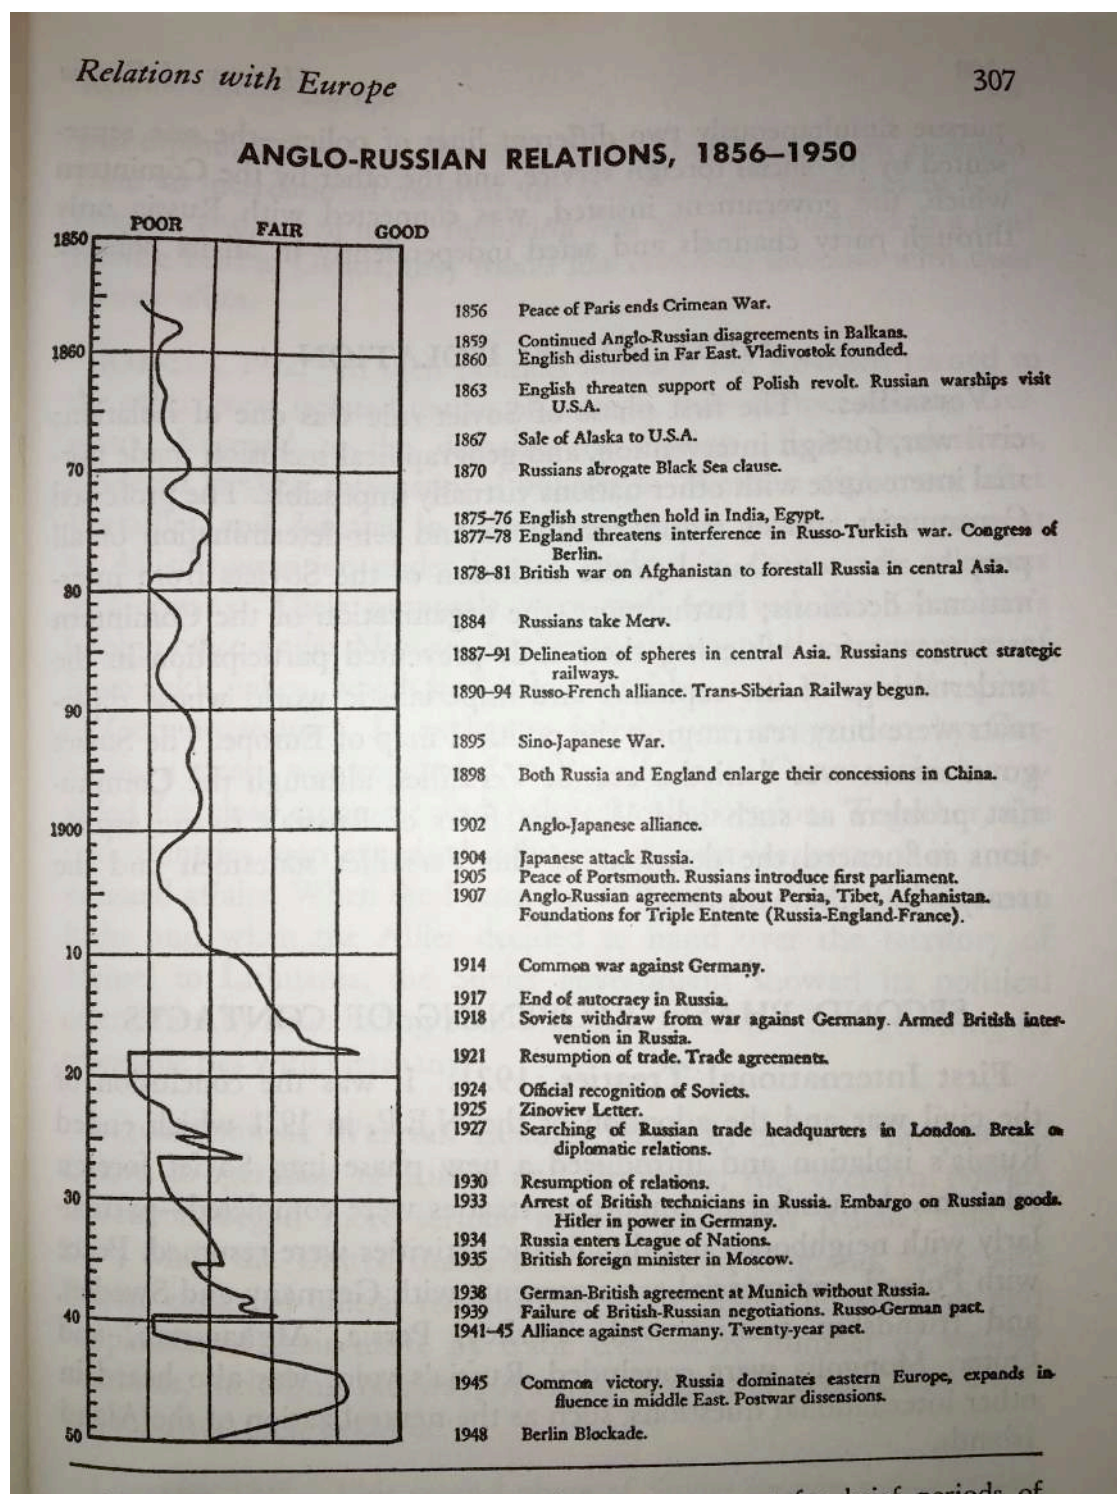 Relations with Europe 307
ANGLO-RUSSIAN RELATIONS, 1856–1950
POOR FAIR GOOD
1850
1860
70
80
90
1900
10
20
30
40
50
1856 Peace of Paris ends Crimean War.
1859 Continued Anglo-Russian disagreements in Balkans.
1860 English disturbed in Far East. Vladivostok founded.
1863 English threaten support of Polish revolt. Russian warships visit
U.S.A.
1867 Sale of Alaska to U.S.A.
1870 Russians abrogate Black Sea clause.
1875–76 English strengthen hold in India, Egypt.
1877–78 England threatens interference in Russo-Turkish war. Congress of
Berlin.
1878–81 British war on Afghanistan to forestall Russia in central Asia.
1884 Russians take Merv.
1887–91 Delineation of spheres in central Asia. Russians construct strategic
railways.
1890–94 Russo-French alliance. Trans-Siberian Railway begun.
1895 Sino-Japanese War.
1898 Both Russia and England enlarge their concessions in China.
1902 Anglo-Japanese alliance.
1904 Japanese attack Russia.
1905 Peace of Portsmouth. Russians introduce first parliament.
1907 Anglo-Russian agreements about Persia, Tibet, Afghanistan.
Foundations for Triple Entente (Russia-England-France).
1914 Common war against Germany.
1917 End of autocracy in Russia.
1918 Soviets withdraw from war against Germany. Armed British inter-
vention in Russia.
1921 Resumption of trade. Trade agreements.
1924 Official recognition of Soviets.
1925 Zinoviev Letter.
1927 Searching of Russian trade headquarters in London. Break
diplomatic relations.
1930 Resumption of relations.
1933 Arrest of British technicians in Russia. Embargo on Russian goods.
Hitler in power in Germany.
1934 Russia enters League of Nations.
1935 British foreign minister in Moscow.
1938 German-British agreement at Munich without Russia.
1939 Failure of British-Russian negotiations. Russo-German pact.
1941–45 Alliance against Germany. Twenty-year pact.
1945 Common victory. Russia dominates eastern Europe, expands in-
fluence in middle East. Postwar dissensions.
1948 Berlin Blockade.